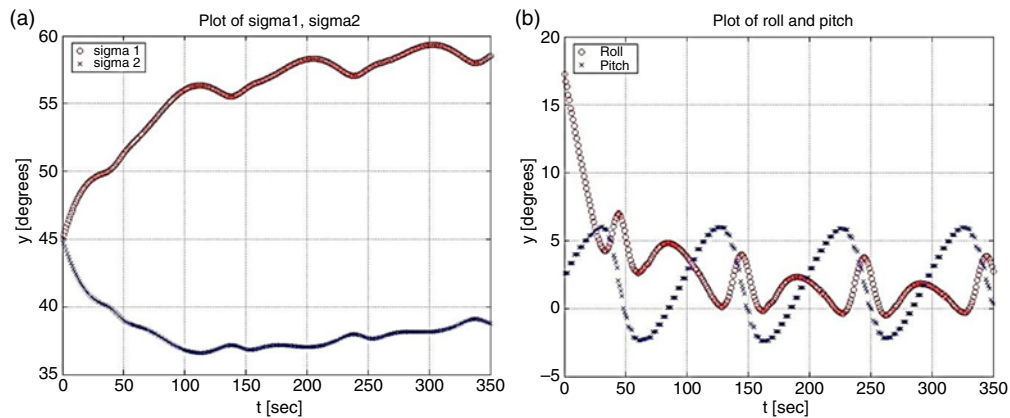 (a)
Plot of sigma1, sigma2
60
55
50
45
40
35
y [degrees]
sigma 1
sigma 2
0 50 100 150 200 250 300 350
t [sec]
(b)
Plot of roll and pitch
20
15
10
5
0
−5
y [degrees]
Roll
Pitch
0 50 100 150 200 250 300 350
t [sec]